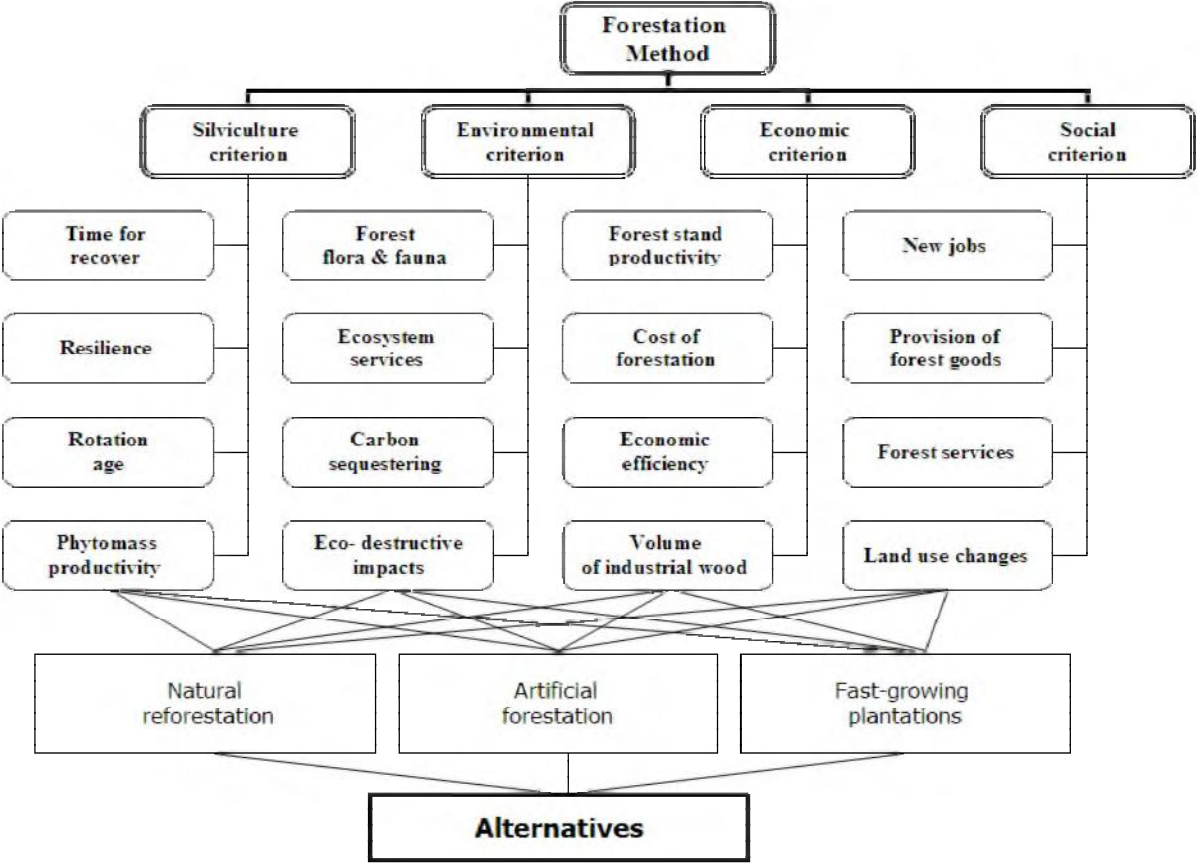 Forestation
Method
Silviculture
criterion
Environmental
criterion
Economic
criterion
Social
criterion
Time for
recover
Forest
flora & fauna
Forest stand
productivity
New jobs
Resilience
Ecosystem
services
Cost of
forestation
Provision of
forest goods
Rotation
age
Carbon
sequestering
Economic
efficiency
Forest services
Phytomass
productivity
Eco- destructive
impacts
Volume
of industrial wood
Land use changes
Natural
reforestation
Artificial
forestation
Fast-growing
plantations
Alternatives